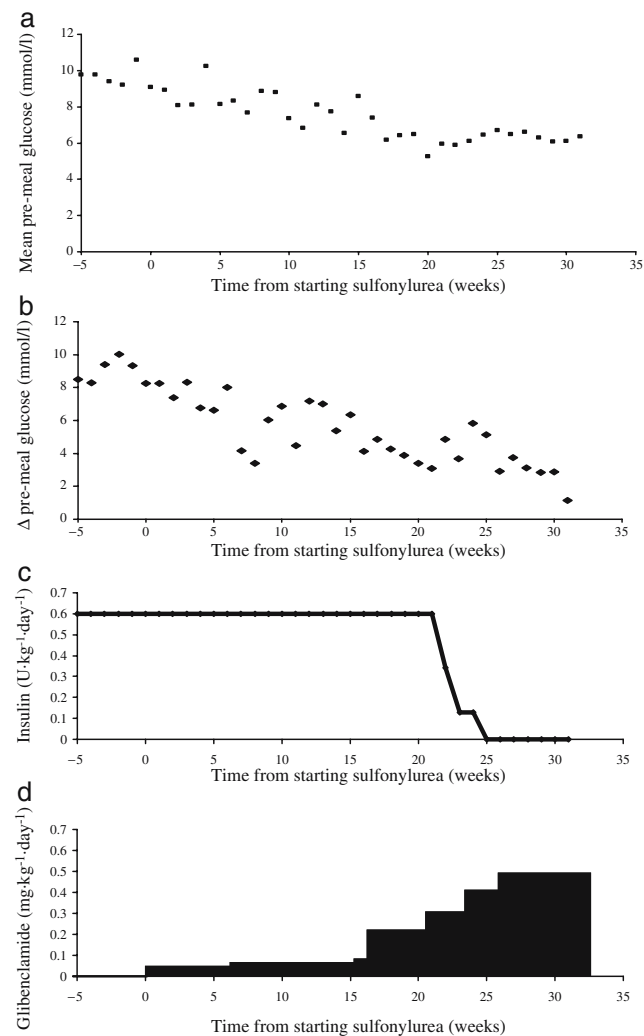 a
Mean pre-meal glucose (mmol/l)
12
10
8
6
4
2
0
−5 0 5 10 15 20 25 30 35
Time from starting sulfonylurea (weeks)
b
Δ pre-meal glucose (mmol/l)
12
10
8
6
4
2
0
−5 0 5 10 15 20 25 30 35
Time from starting sulfonylurea (weeks)
c
Insulin (U·kg⁻¹·day⁻¹)
0.7
0.6
0.5
0.4
0.3
0.2
0.1
0
−5 0 5 10 15 20 25 30 35
Time from starting sulfonylurea (weeks)
d
Glibenclamide (mg·kg⁻¹·day⁻¹)
0.7
0.6
0.5
0.4
0.3
0.2
0.1
0
−5 0 5 10 15 20 25 30 35
Time from starting sulfonylurea (weeks)